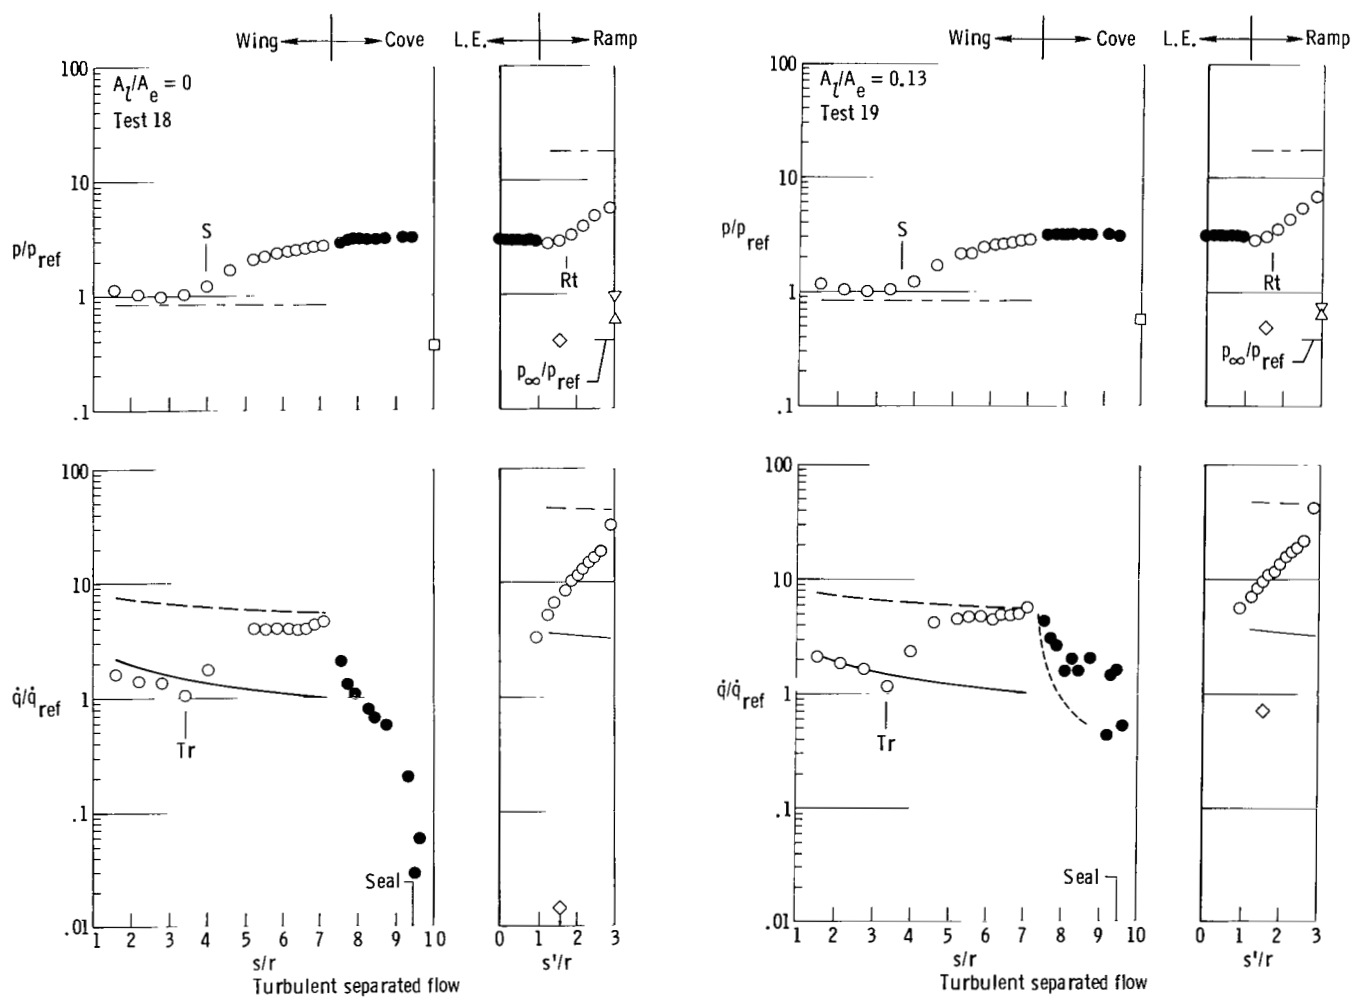 Wing Cove L.E. Ramp
100
A_l/A_e = 0
Test 18
10
p/p_ref
S
Rt
1
p_∞/p_ref
.1
100
10
q̇/q̇_ref
1
Tr
.1
Seal
.01
1 2 3 4 5 6 7 8 9 10
0 1 2 3
s/r
s'/r
Turbulent separated flow
Wing Cove L.E. Ramp
100
A_l/A_e = 0.13
Test 19
10
p/p_ref
S
Rt
1
p_∞/p_ref
.1
100
10
q̇/q̇_ref
1
Tr
.1
Seal
.01
1 2 3 4 5 6 7 8 9 10
0 1 2 3
s/r
s'/r
Turbulent separated flow